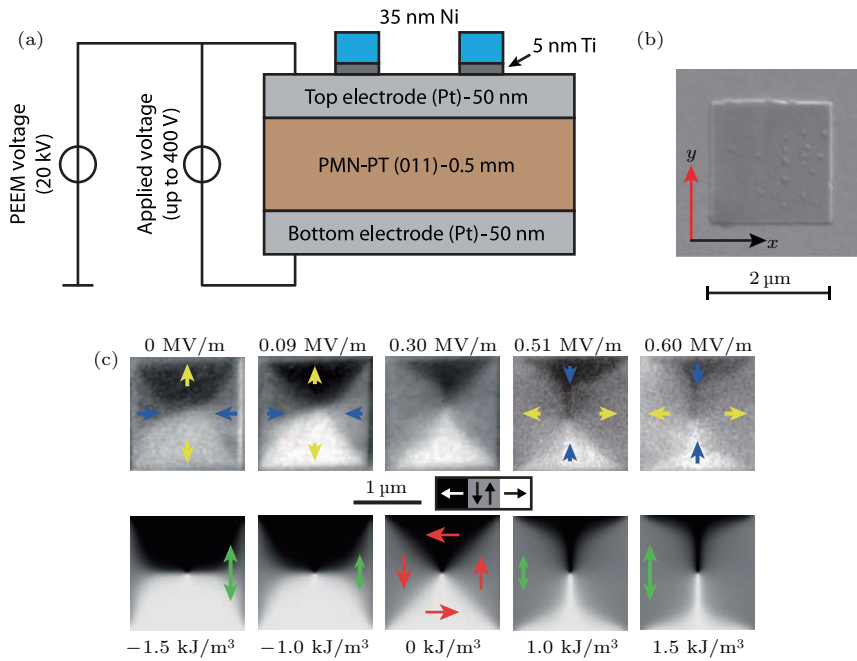 (a)
35 nm Ni
5 nm Ti
Top electrode (Pt)-50 nm
PMN-PT (011)-0.5 mm
Bottom electrode (Pt)-50 nm
PEEM voltage
(20 kV)
Applied voltage
(up to 400 V)
(b)
y
x
2 μm
(c)
0 MV/m 0.09 MV/m 0.30 MV/m 0.51 MV/m 0.60 MV/m
1 μm
−1.5 kJ/m³ −1.0 kJ/m³ 0 kJ/m³ 1.0 kJ/m³ 1.5 kJ/m³